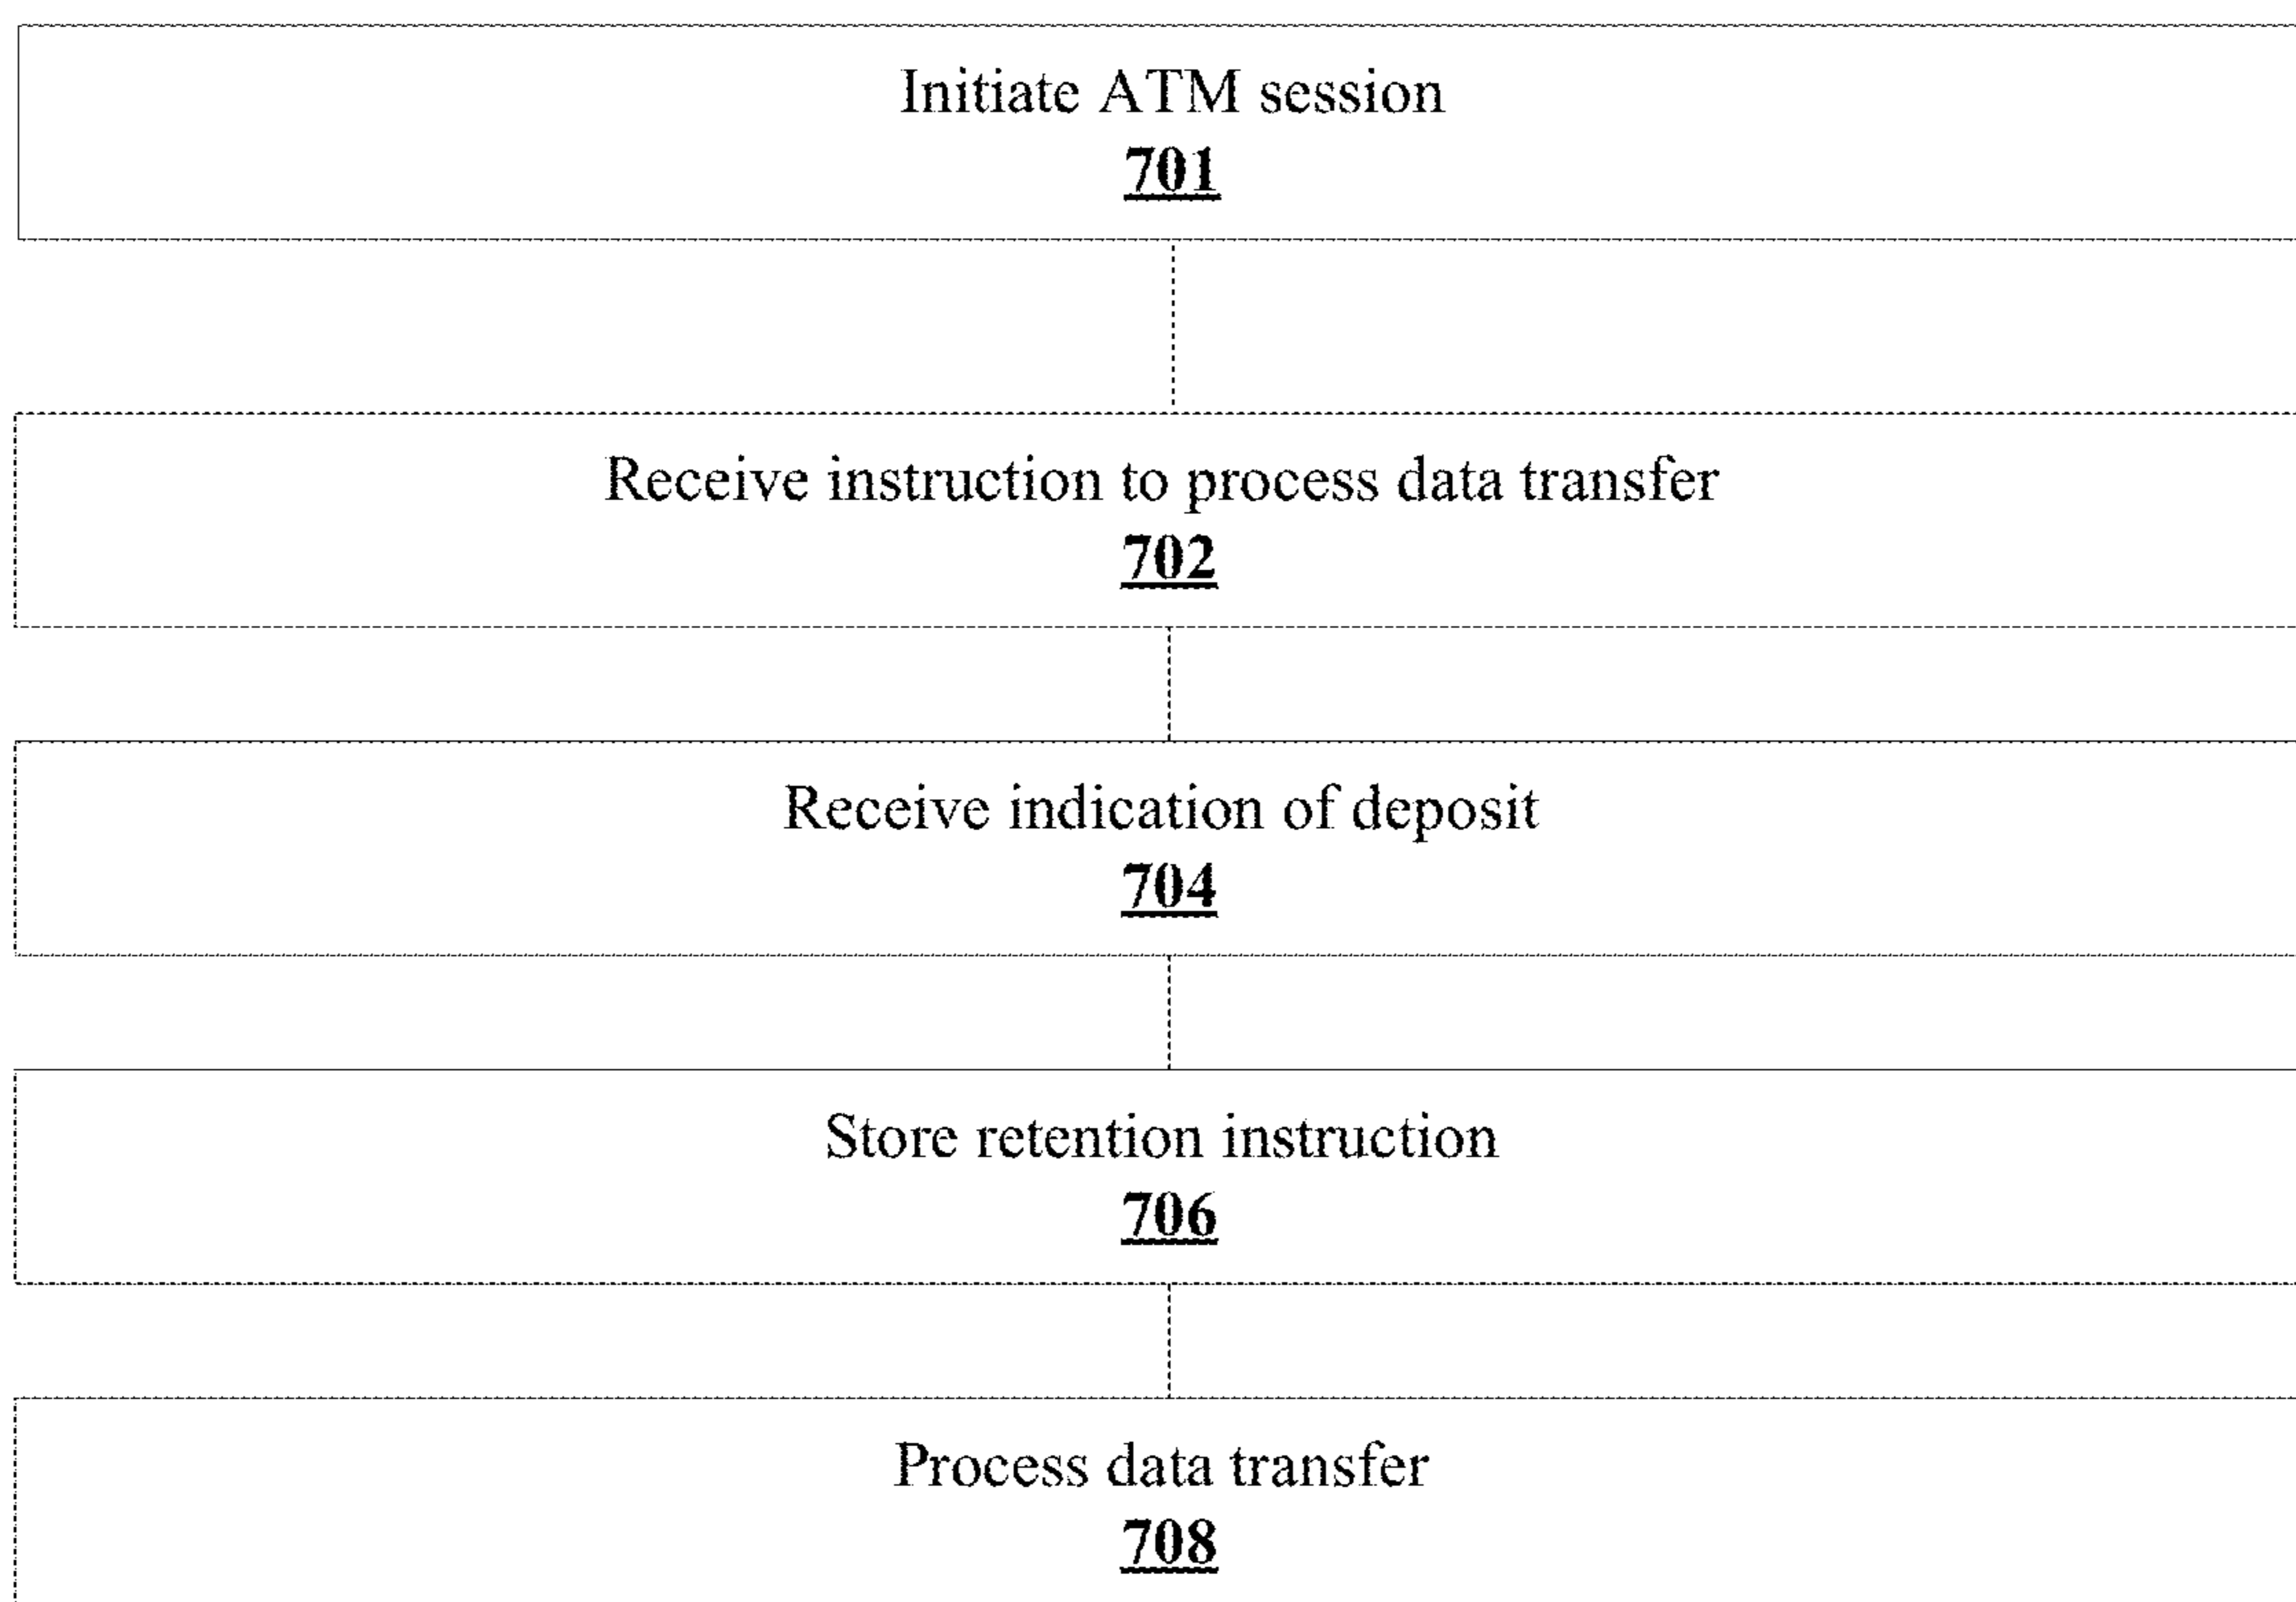 Initiate ATM session
701
Receive instruction to process data transfer
702
Receive indication of deposit
704
Store retention instruction
706
Process data transfer
708